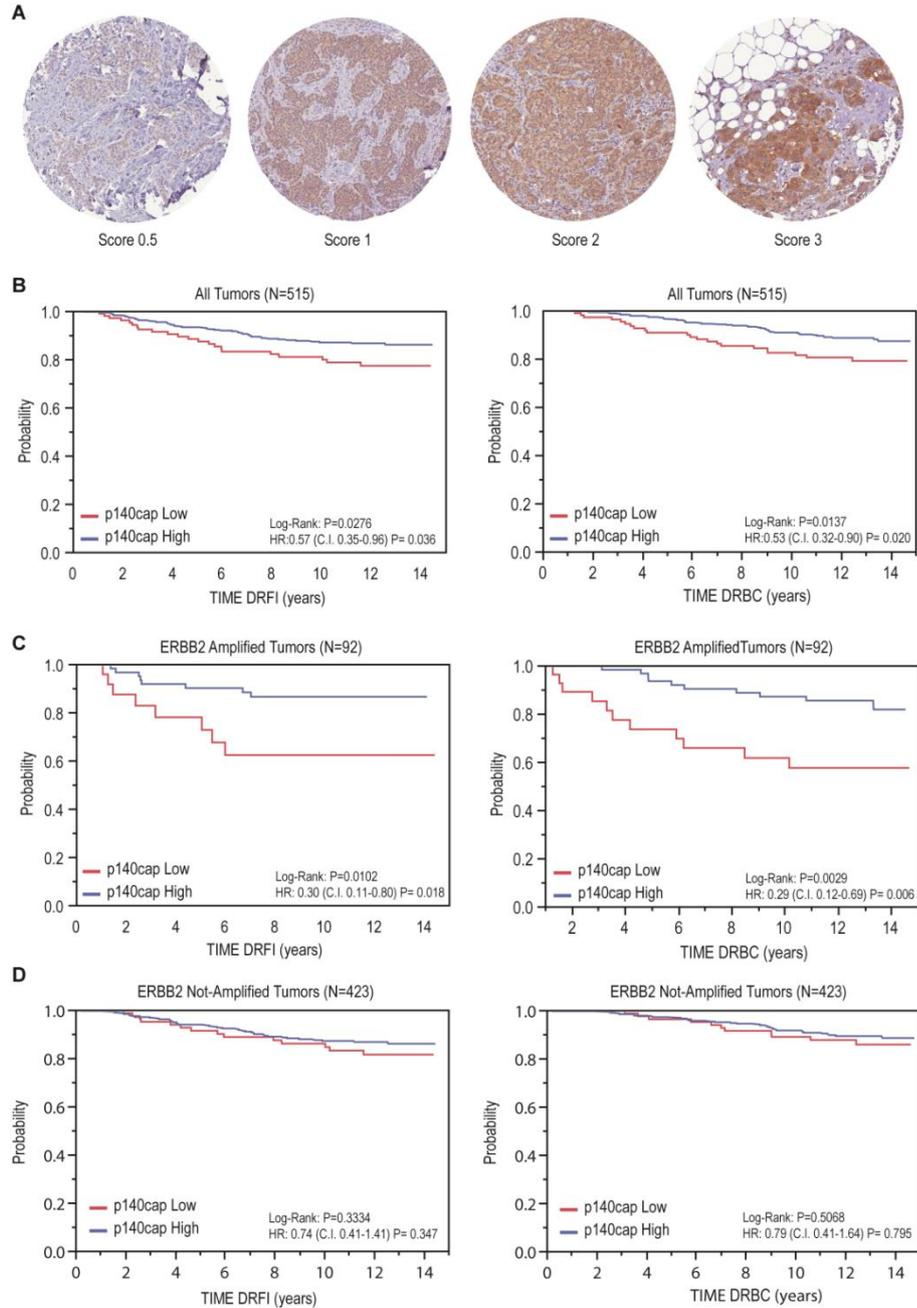 A
Score 0.5
Score 1
Score 2
Score 3
B
All Tumors (N=515)
Probability
1.0
0.8
0.6
0.4
0.2
0.0
p140cap Low
p140cap High
Log-Rank: P=0.0276
HR:0.57 (C.I. 0.35-0.96) P= 0.036
0 2 4 6 8 10 12 14
TIME DRFI (years)
All Tumors (N=515)
Probability
1.0
0.8
0.6
0.4
0.2
0.0
p140cap Low
p140cap High
Log-Rank: P=0.0137
HR:0.53 (C.I. 0.32-0.90) P= 0.020
0 2 4 6 8 10 12 14
TIME DRBC (years)
C
ERBB2 Amplified Tumors (N=92)
Probability
1.0
0.8
0.6
0.4
0.2
0.0
p140cap Low
p140cap High
Log-Rank: P=0.0102
HR: 0.30 (C.I. 0.11-0.80) P= 0.018
0 2 4 6 8 10 12 14
TIME DRFI (years)
ERBB2 AmplifiedTumors (N=92)
Probability
1.0
0.8
0.6
0.4
0.2
0.0
p140cap Low
p140cap High
Log-Rank: P=0.0029
HR: 0.29 (C.I. 0.12-0.69) P= 0.006
2 4 6 8 10 12 14
TIME DRBC (years)
D
ERBB2 Not-Amplified Tumors (N=423)
Probability
1.0
0.8
0.6
0.4
0.2
0.0
p140cap Low
p140cap High
Log-Rank: P=0.3334
HR: 0.74 (C.I. 0.41-1.41) P= 0.347
0 2 4 6 8 10 12 14
TIME DRFI (years)
ERBB2 Not-Amplified Tumors (N=423)
Probability
1.0
0.8
0.6
0.4
0.2
0.0
p140cap Low
p140cap High
Log-Rank: P=0.5068
HR: 0.79 (C.I. 0.41-1.64) P= 0.795
0 2 4 6 8 10 12 14
TIME DRBC (years)